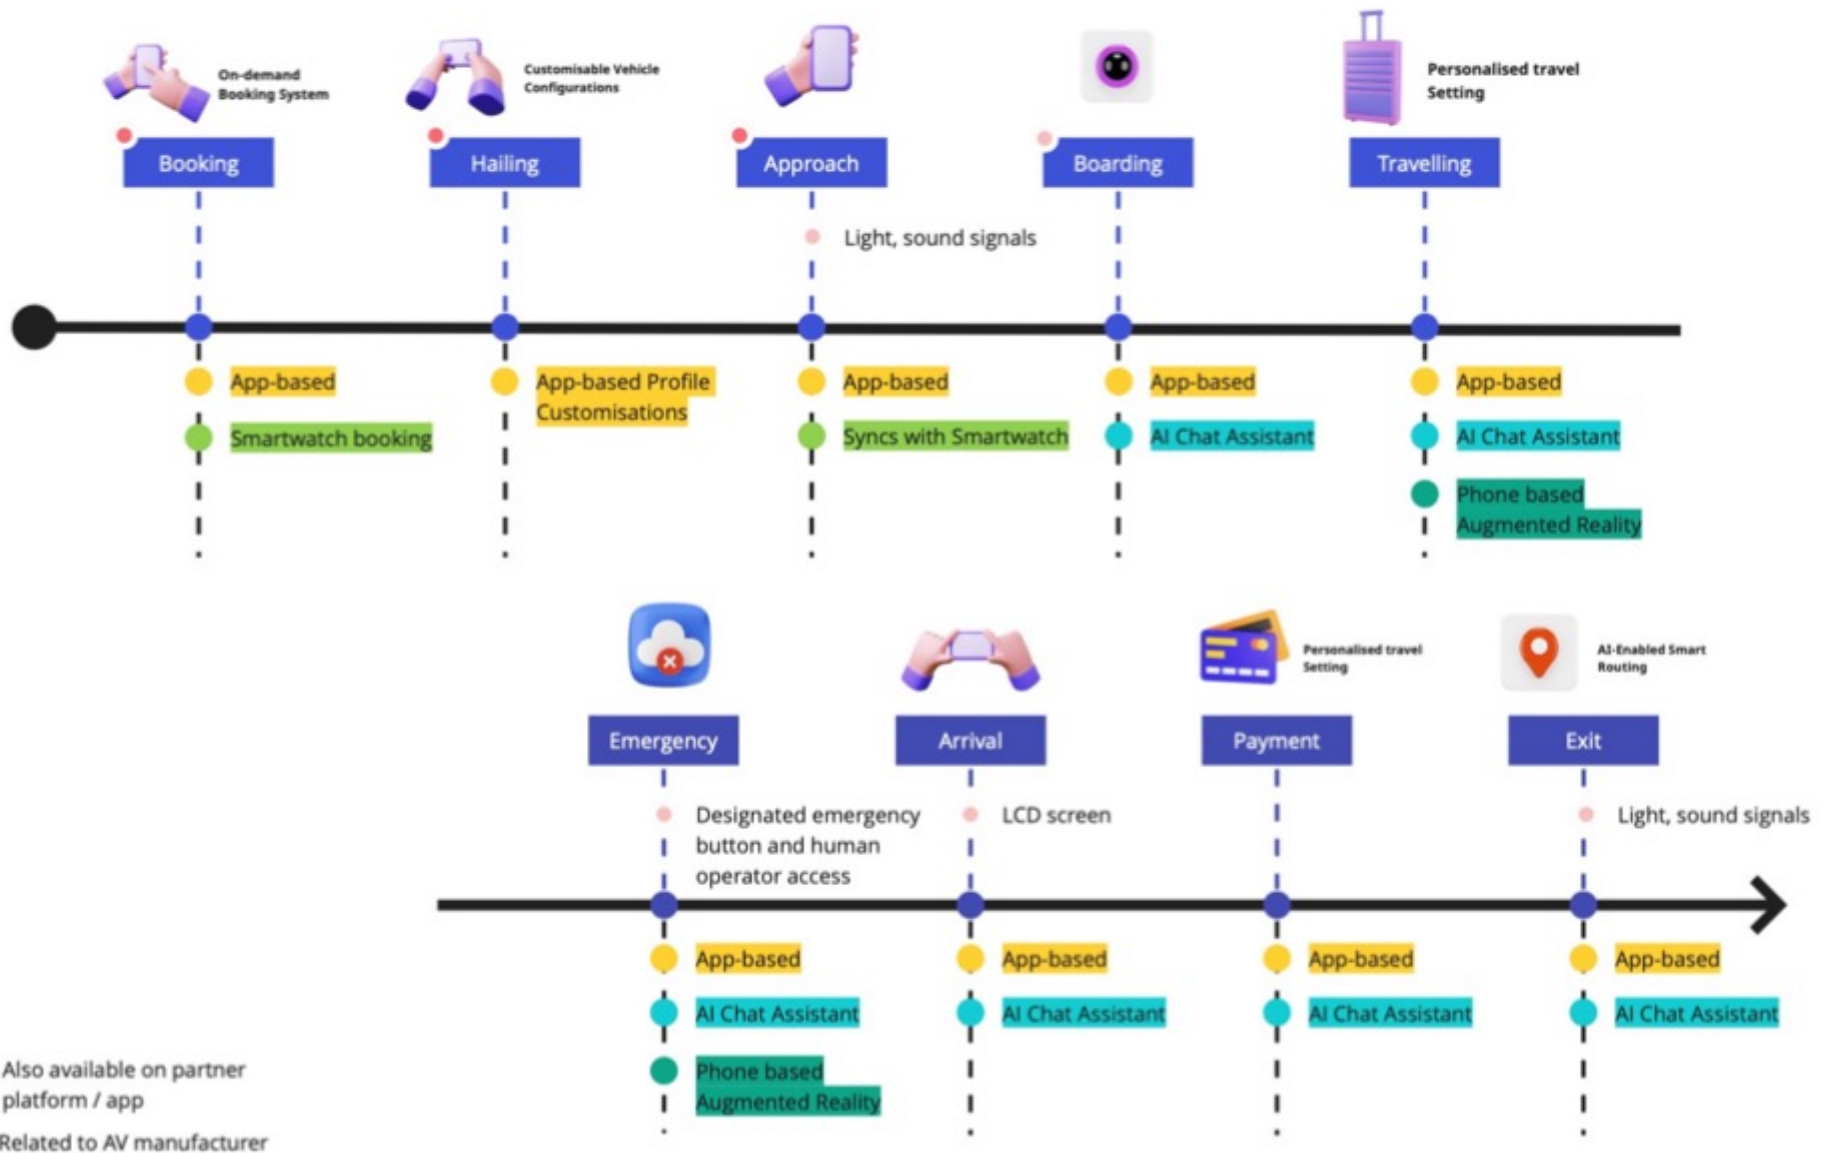 On-demand
Booking System
Customisable Vehicle
Configurations
Personalised travel
Setting
Booking
Hailing
Approach
Boarding
Travelling
Light, sound signals
App-based
Smartwatch booking
App-based Profile
Customisations
App-based
Syncs with Smartwatch
App-based
AI Chat Assistant
App-based
AI Chat Assistant
Phone based
Augmented Reality
Personalised travel
Setting
AI-Enabled Smart
Routing
Emergency
Arrival
Payment
Exit
Designated emergency
button and human
operator access
LCD screen
Light, sound signals
App-based
AI Chat Assistant
Phone based
Augmented Reality
App-based
AI Chat Assistant
App-based
AI Chat Assistant
App-based
AI Chat Assistant
Also available on partner
platform / app
Related to AV manufacturer